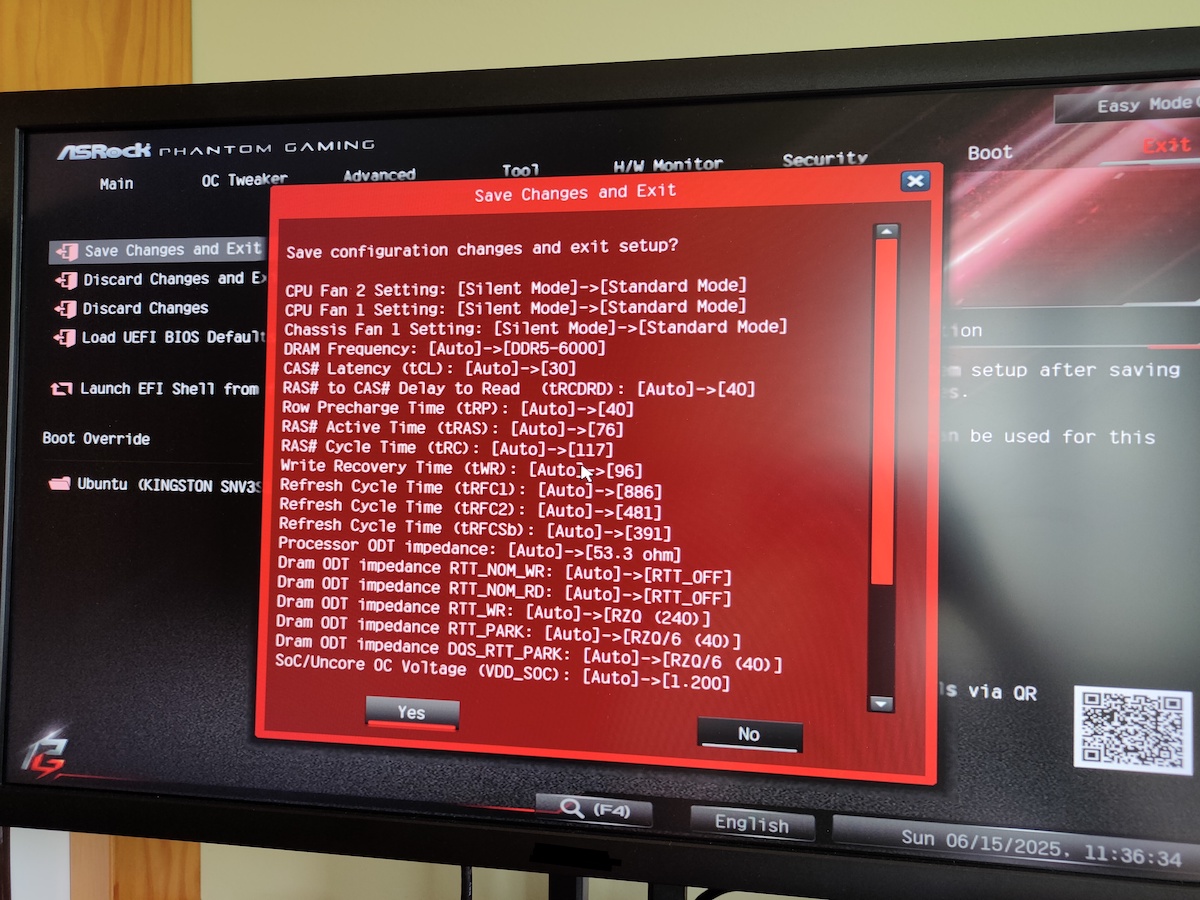 ASRock PHANTOM GAMING
Easy Mode
Main OC Tweaker Advanced Tool H/W Monitor Security Boot Exit
Save Changes and Exit
Save Changes and Exit
Discard Changes and Ex
Discard Changes
Load UEFI BIOS Default
Launch EFI Shell from
Boot Override
Ubuntu (KINGSTON SNV3S
Save configuration changes and exit setup?
CPU Fan 2 Setting: [Silent Mode]->[Standard Mode]
CPU Fan 1 Setting: [Silent Mode]->[Standard Mode]
Chassis Fan 1 Setting: [Silent Mode]->[Standard Mode]
DRAM Frequency: [Auto]->[DDR5-6000]
CAS# Latency (tCL): [Auto]->[30]
RAS# to CAS# Delay to Read (tRCDRD): [Auto]->[40]
Row Precharge Time (tRP): [Auto]->[40]
RAS# Active Time (tRAS): [Auto]->[76]
RAS# Cycle Time (tRC): [Auto]->[117]
Write Recovery Time (tWR): [Auto]->[96]
Refresh Cycle Time (tRFC1): [Auto]->[886]
Refresh Cycle Time (tRFC2): [Auto]->[481]
Refresh Cycle Time (tRFCSb): [Auto]->[391]
Processor ODT impedance: [Auto]->[53.3 ohm]
Dram ODT impedance RTT_NOM_WR: [Auto]->[RTT_OFF]
Dram ODT impedance RTT_NOM_RD: [Auto]->[RTT_OFF]
Dram ODT impedance RTT_WR: [Auto]->[RZQ (240)]
Dram ODT impedance RTT_PARK: [Auto]->[RZQ/6 (40)]
Dram ODT impedance DQS_RTT_PARK: [Auto]->[RZQ/6 (40)]
SoC/Uncore OC Voltage (VDD_SOC): [Auto]->[1.200]
Yes
No
tion
setup after saving
s.
n be used for this
ls via QR
(F4)
English
Sun 06/15/2025, 11:36:34